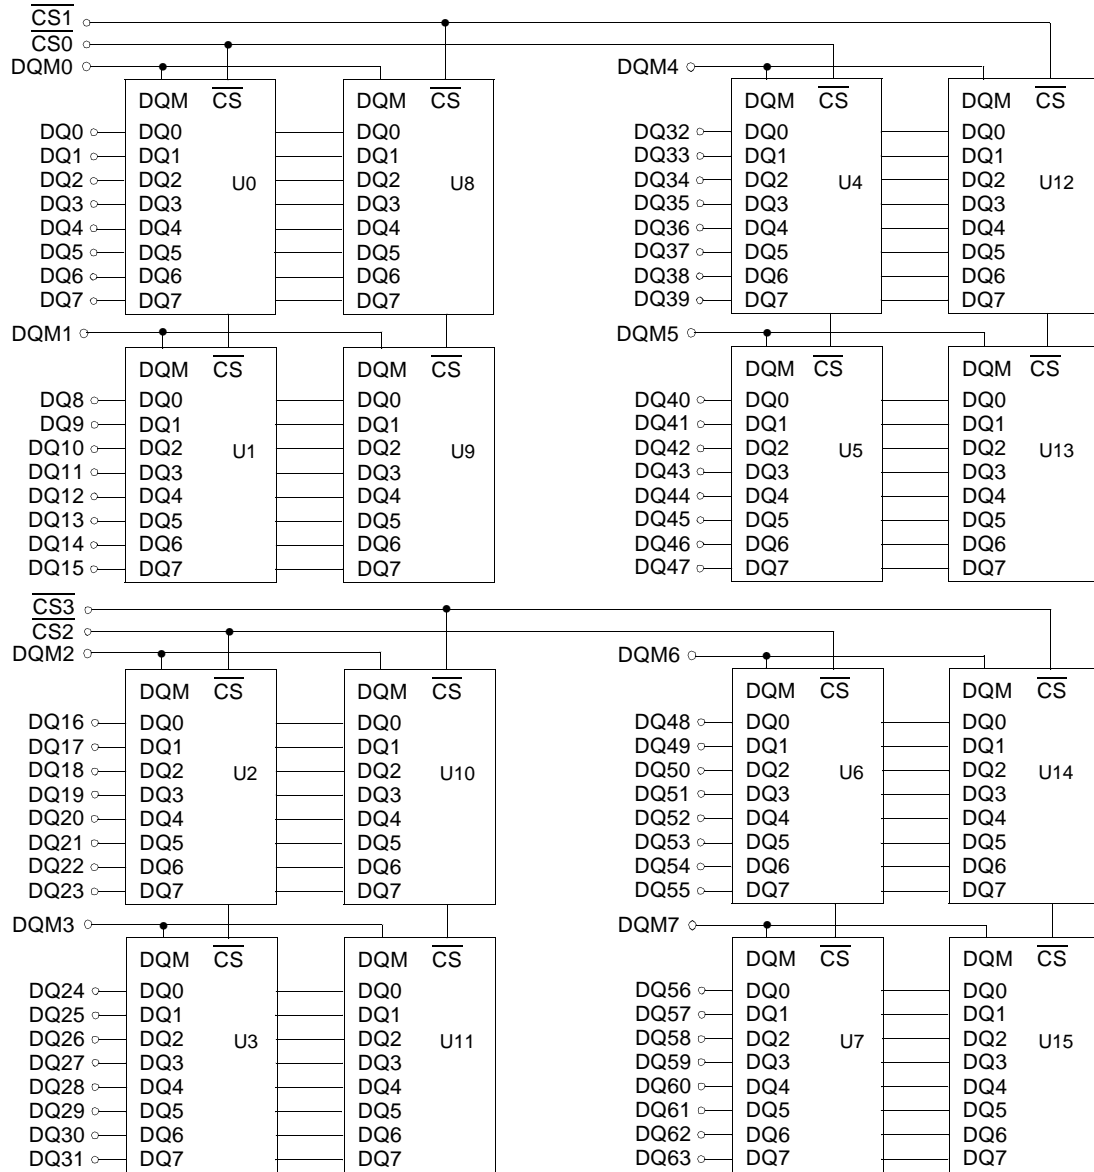 CS1
CS0
DQM0 DQM4
DQM CS DQM CS DQM CS DQM CS
DQ0 DQ0 DQ0 DQ32 DQ0 DQ0
DQ1 DQ1 DQ1 DQ33 DQ1 DQ1
DQ2 DQ2 U0 DQ2 U8 DQ34 DQ2 U4 DQ2 U12
DQ3 DQ3 DQ3 DQ35 DQ3 DQ3
DQ4 DQ4 DQ4 DQ36 DQ4 DQ4
DQ5 DQ5 DQ5 DQ37 DQ5 DQ5
DQ6 DQ6 DQ6 DQ38 DQ6 DQ6
DQ7 DQ7 DQ7 DQ39 DQ7 DQ7
DQM1 DQM5
DQM CS DQM CS DQM CS DQM CS
DQ8 DQ0 DQ0 DQ40 DQ0 DQ0
DQ9 DQ1 DQ1 DQ41 DQ1 DQ1
DQ10 DQ2 U1 DQ2 U9 DQ42 DQ2 U5 DQ2 U13
DQ11 DQ3 DQ3 DQ43 DQ3 DQ3
DQ12 DQ4 DQ4 DQ44 DQ4 DQ4
DQ13 DQ5 DQ5 DQ45 DQ5 DQ5
DQ14 DQ6 DQ6 DQ46 DQ6 DQ6
DQ15 DQ7 DQ7 DQ47 DQ7 DQ7
CS3
CS2
DQM2 DQM6
DQM CS DQM CS DQM CS DQM CS
DQ16 DQ0 DQ0 DQ48 DQ0 DQ0
DQ17 DQ1 DQ1 DQ49 DQ1 DQ1
DQ18 DQ2 U2 DQ2 U10 DQ50 DQ2 U6 DQ2 U14
DQ19 DQ3 DQ3 DQ51 DQ3 DQ3
DQ20 DQ4 DQ4 DQ52 DQ4 DQ4
DQ21 DQ5 DQ5 DQ53 DQ5 DQ5
DQ22 DQ6 DQ6 DQ54 DQ6 DQ6
DQ23 DQ7 DQ7 DQ55 DQ7 DQ7
DQM3 DQM7
DQM CS DQM CS DQM CS DQM CS
DQ24 DQ0 DQ0 DQ56 DQ0 DQ0
DQ25 DQ1 DQ1 DQ57 DQ1 DQ1
DQ26 DQ2 U3 DQ2 U11 DQ58 DQ2 U7 DQ2 U15
DQ27 DQ3 DQ3 DQ59 DQ3 DQ3
DQ28 DQ4 DQ4 DQ60 DQ4 DQ4
DQ29 DQ5 DQ5 DQ61 DQ5 DQ5
DQ30 DQ6 DQ6 DQ62 DQ6 DQ6
DQ31 DQ7 DQ7 DQ63 DQ7 DQ7